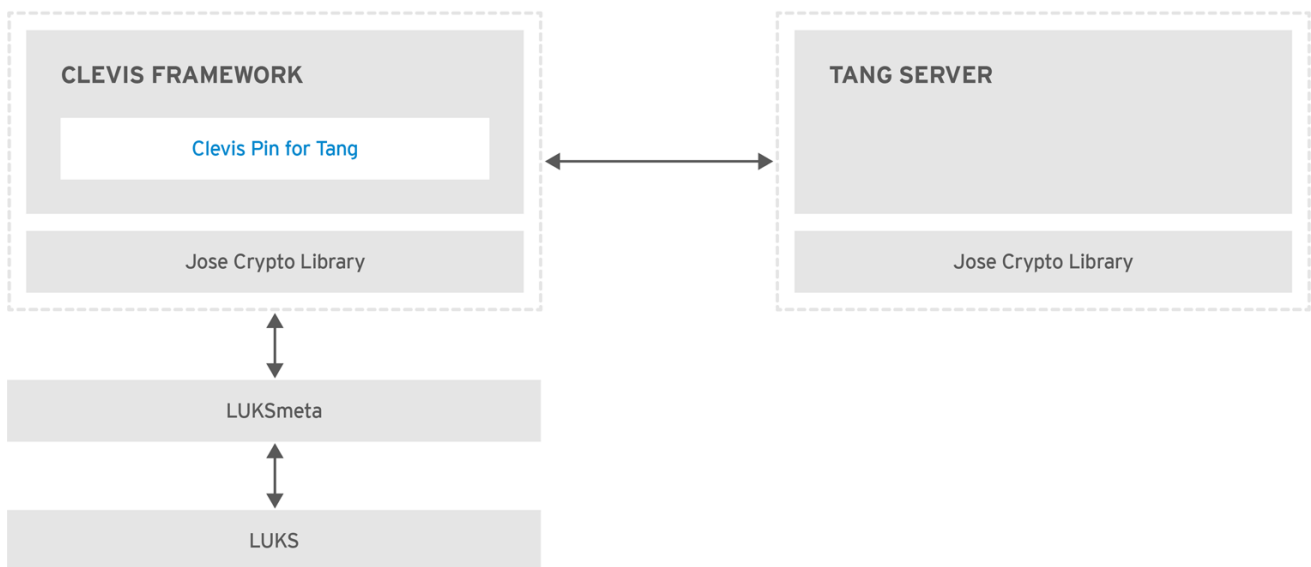 CLEVIS FRAMEWORK
Clevis Pin for Tang
Jose Crypto Library
TANG SERVER
Jose Crypto Library
LUKSmeta
LUKS